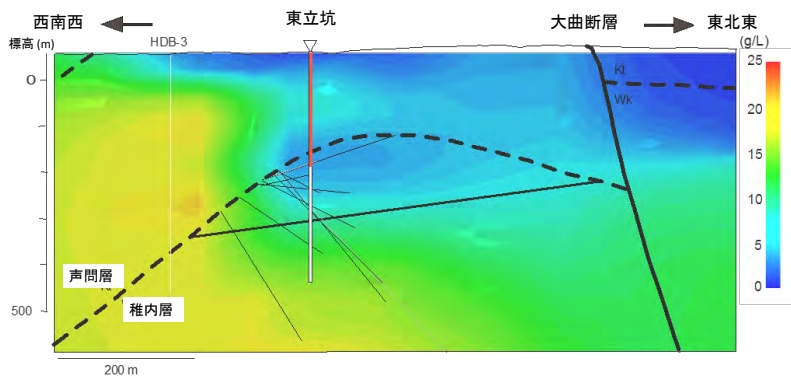 西南西
東立坑
大曲断層
東北東
標高 (m)
HDB-3
(g/L)
0
Kt
Wk
25
20
15
10
5
0
声問層
稚内層
500
200 m